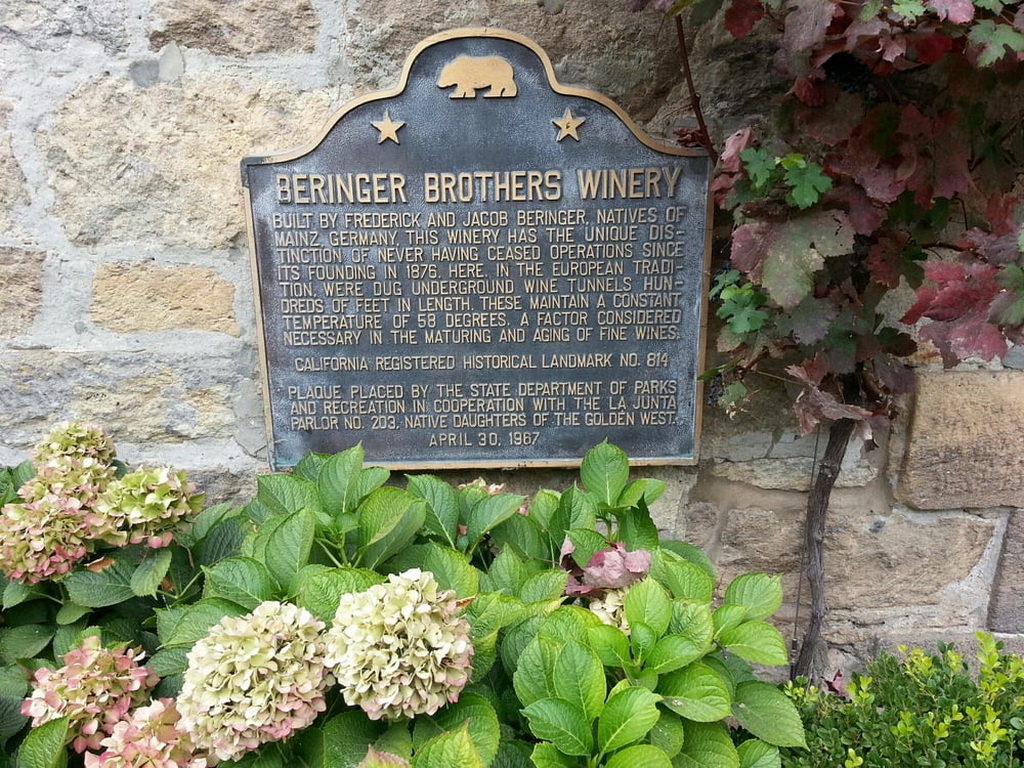 BERINGER BROTHERS WINERY
BUILT BY FREDERICK AND JACOB BERINGER, NATIVES OF
MAINZ, GERMANY, THIS WINERY HAS THE UNIQUE DIS-
TINCTION OF NEVER HAVING CEASED OPERATIONS SINCE
ITS FOUNDING IN 1876. HERE, IN THE EUROPEAN TRADI-
TION, WERE DUG UNDERGROUND WINE TUNNELS HUN-
DREDS OF FEET IN LENGTH. THESE MAINTAIN A CONSTANT
TEMPERATURE OF 58 DEGREES, A FACTOR CONSIDERED
NECESSARY IN THE MATURING AND AGING OF FINE WINES.
CALIFORNIA REGISTERED HISTORICAL LANDMARK NO. 814
PLAQUE PLACED BY THE STATE DEPARTMENT OF PARKS
AND RECREATION IN COOPERATION WITH THE LA JUNTA
PARLOR NO. 203, NATIVE DAUGHTERS OF THE GOLDEN WEST.
APRIL 30, 1967